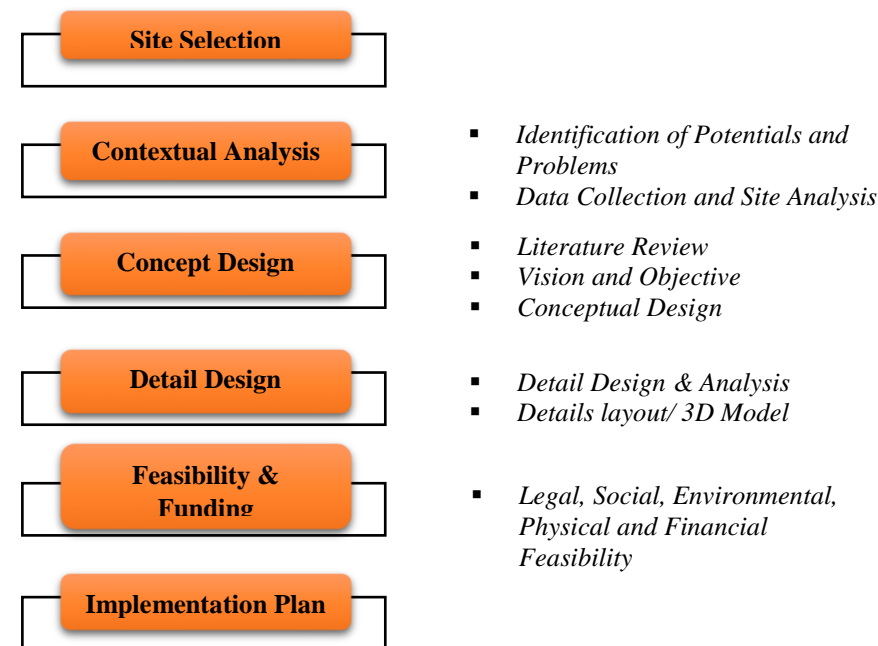 Site Selection
Contextual Analysis
▪ Identification of Potentials and
Problems
▪ Data Collection and Site Analysis
Concept Design
▪ Literature Review
▪ Vision and Objective
▪ Conceptual Design
Detail Design
▪ Detail Design & Analysis
▪ Details layout/ 3D Model
Feasibility &
Funding
▪ Legal, Social, Environmental,
Physical and Financial
Feasibility
Implementation Plan